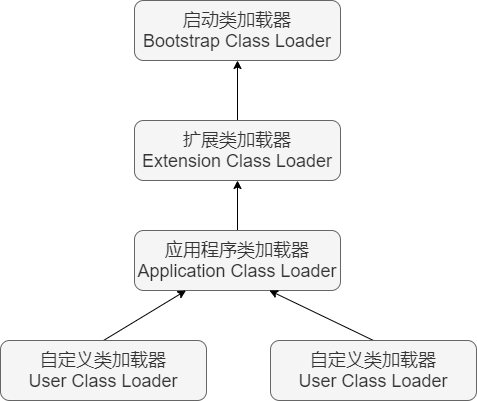 启动类加载器
Bootstrap Class Loader
扩展类加载器
Extension Class Loader
应用程序类加载器
Application Class Loader
自定义类加载器
User Class Loader
自定义类加载器
User Class Loader